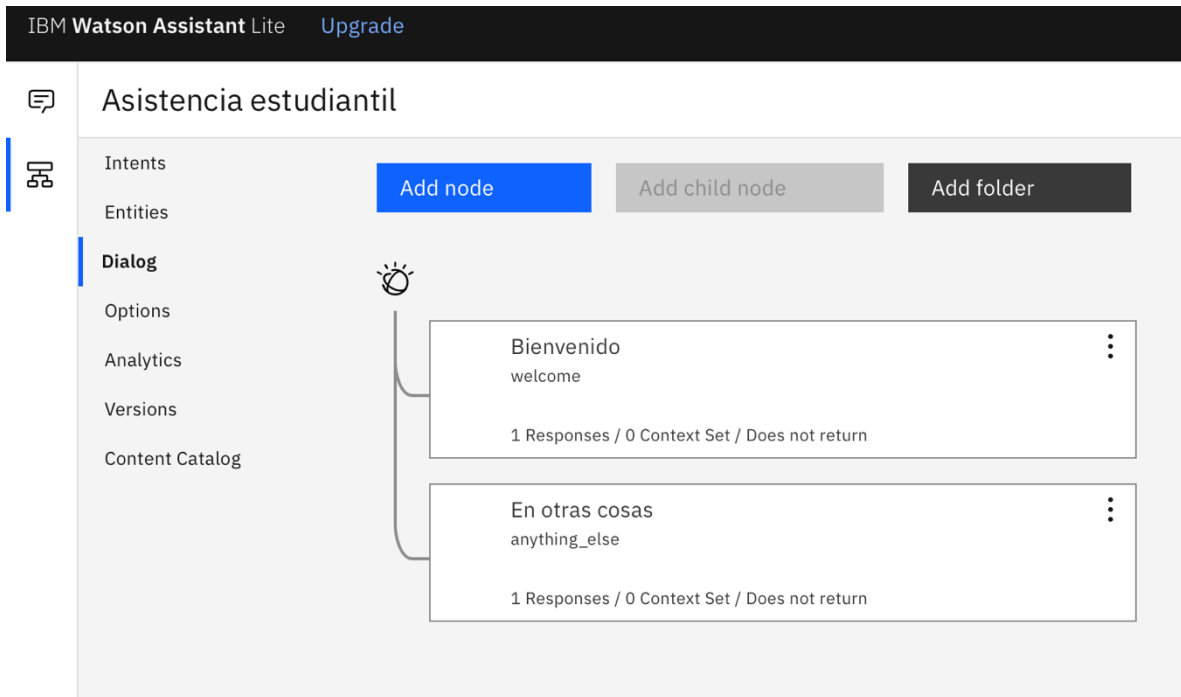 IBM Watson Assistant Lite Upgrade
Asistencia estudiantil
Intents
Entities
Dialog
Options
Analytics
Versions
Content Catalog
Add node
Add child node
Add folder
Bienvenido
welcome
1 Responses / 0 Context Set / Does not return
En otras cosas
anything_else
1 Responses / 0 Context Set / Does not return